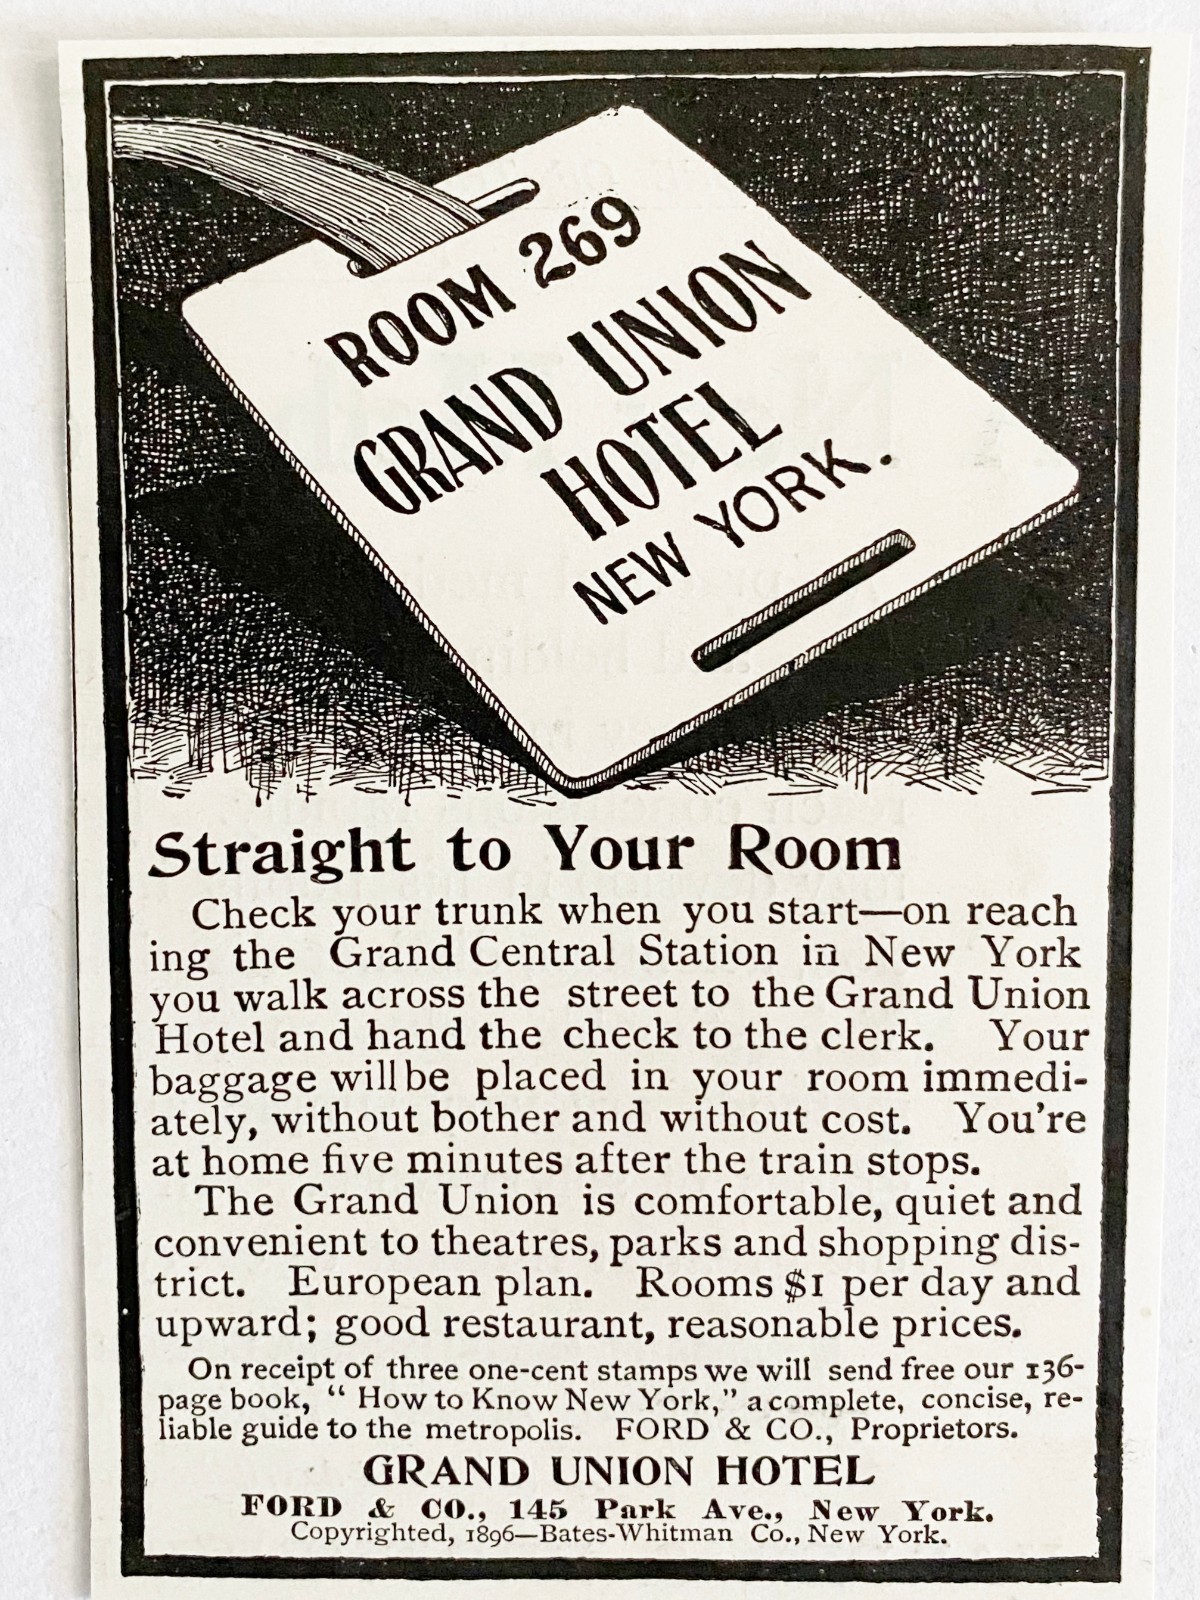 ROOM 269
GRAND UNION
HOTEL
NEW YORK.
Straight to Your Room
Check your trunk when you start—on reach
ing the Grand Central Station in New York
you walk across the street to the Grand Union
Hotel and hand the check to the clerk. Your
baggage will be placed in your room immedi-
ately, without bother and without cost. You're
at home five minutes after the train stops.
The Grand Union is comfortable, quiet and
convenient to theatres, parks and shopping dis-
trict. European plan. Rooms $1 per day and
upward; good restaurant, reasonable prices.
On receipt of three one-cent stamps we will send free our 136-
page book, “ How to Know New York,” a complete, concise, re-
liable guide to the metropolis. FORD & CO., Proprietors.
GRAND UNION HOTEL
FORD & CO., 145 Park Ave., New York.
Copyrighted, 1896—Bates-Whitman Co., New York.